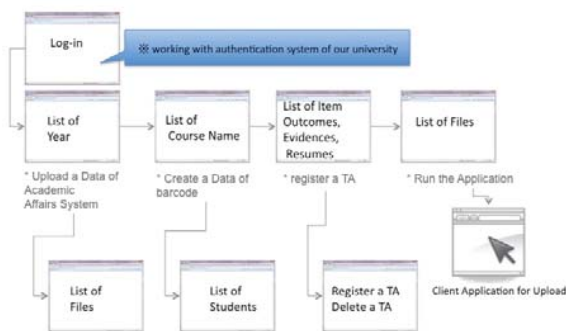 Log-in
※ working with authentication system of our university
List of
Year
List of
Course Name
List of Item
Outcomes,
Evidences,
Resumes
List of Files
* Upload a Data of
Academic
Affairs System
* Create a Data of
barcode
* register a TA
* Run the Application
List of
Files
List of
Students
Register a TA
Delete a TA
Client Application for Upload